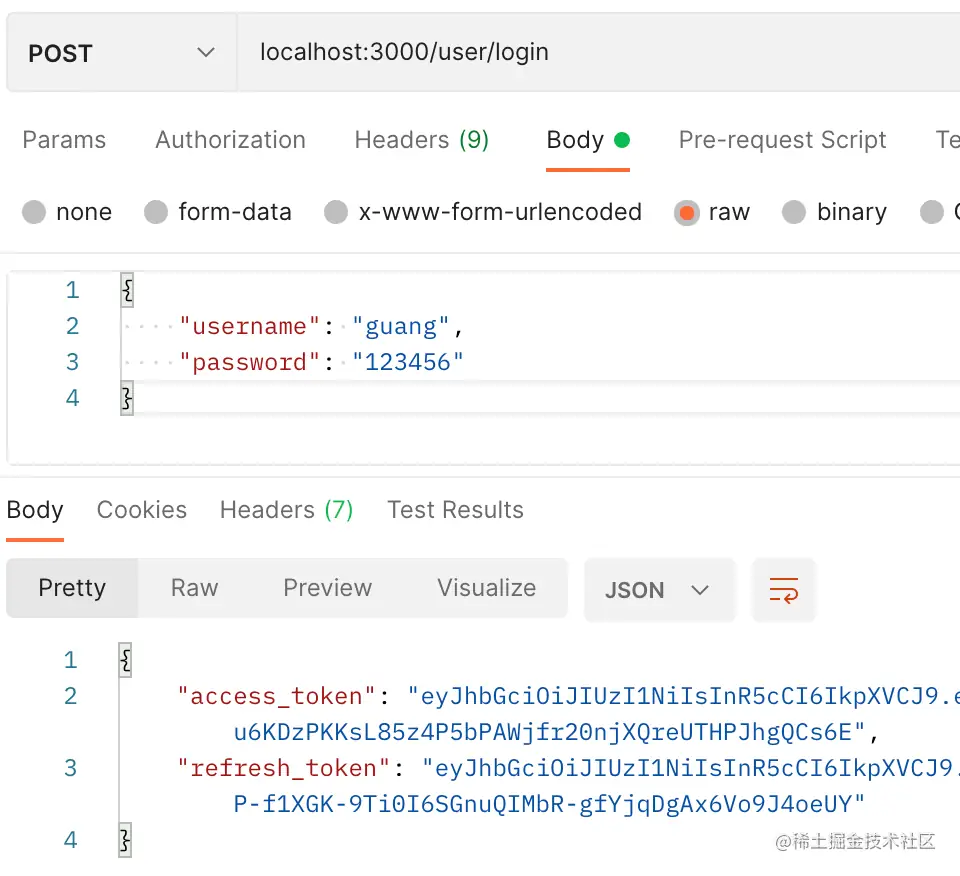 POST localhost:3000/user/login
Params Authorization Headers (9) Body Pre-request Script Te
none form-data x-www-form-urlencoded raw binary
1 {
2 "username": "guang",
3 "password": "123456"
4 }
Body Cookies Headers (7) Test Results
Pretty Raw Preview Visualize JSON
1 {
2 "access_token": "eyJhbGciOiJIUzI1NiIsInR5cCI6IkpXVCJ9.e
u6KDzPKKsL85z4P5bPAWjfr20njXQreUTHPJhgQCs6E",
3 "refresh_token": "eyJhbGciOiJIUzI1NiIsInR5cCI6IkpXVCJ9.
P-f1XGK-9Ti0I6SGnuQIMbR-gfYjqDgAx6Vo9J4oeUY"
4 }
@稀土掘金技术社区